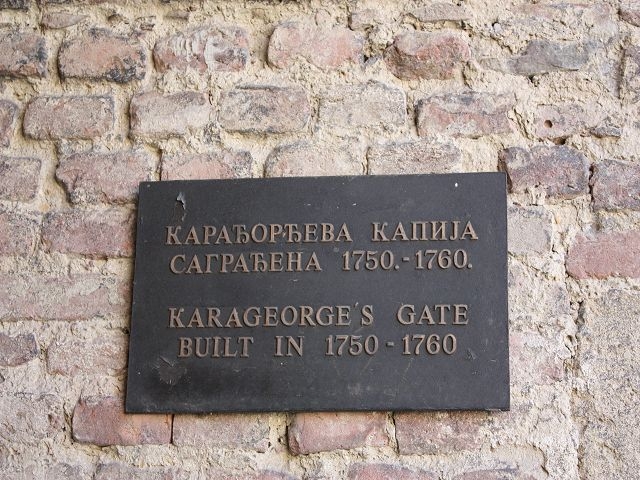 КАРАЂОРЂЕВА КАПИЈА
САГРАЂЕНА 1750.-1760.
KARAGEORGE'S GATE
BUILT IN 1750-1760